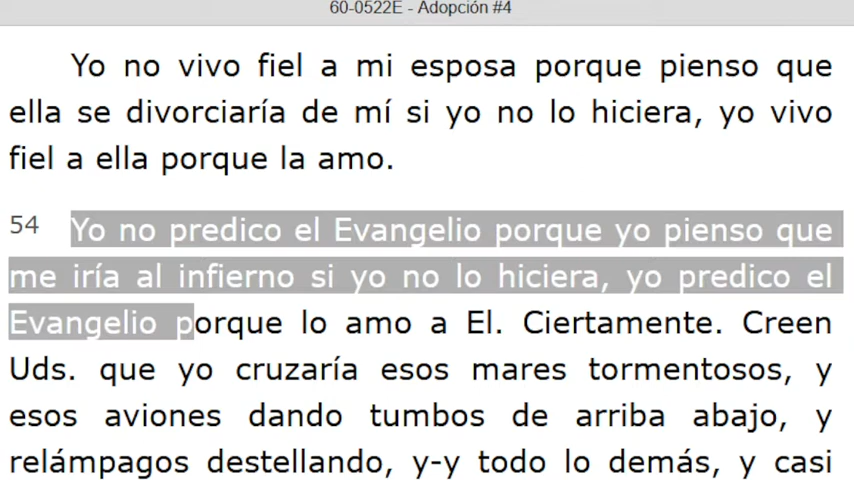 60-0522E - Adopción #4
Yo no vivo fiel a mi esposa porque pienso que
ella se divorciaría de mí si yo no lo hiciera, yo vivo
fiel a ella porque la amo.
54 Yo no predico el Evangelio porque yo pienso que
me iría al infierno si yo no lo hiciera, yo predico el
Evangelio porque lo amo a El. Ciertamente. Creen
Uds. que yo cruzaría esos mares tormentosos, y
esos aviones dando tumbos de arriba abajo, y
relámpagos destellando, y-y todo lo demás, y casi